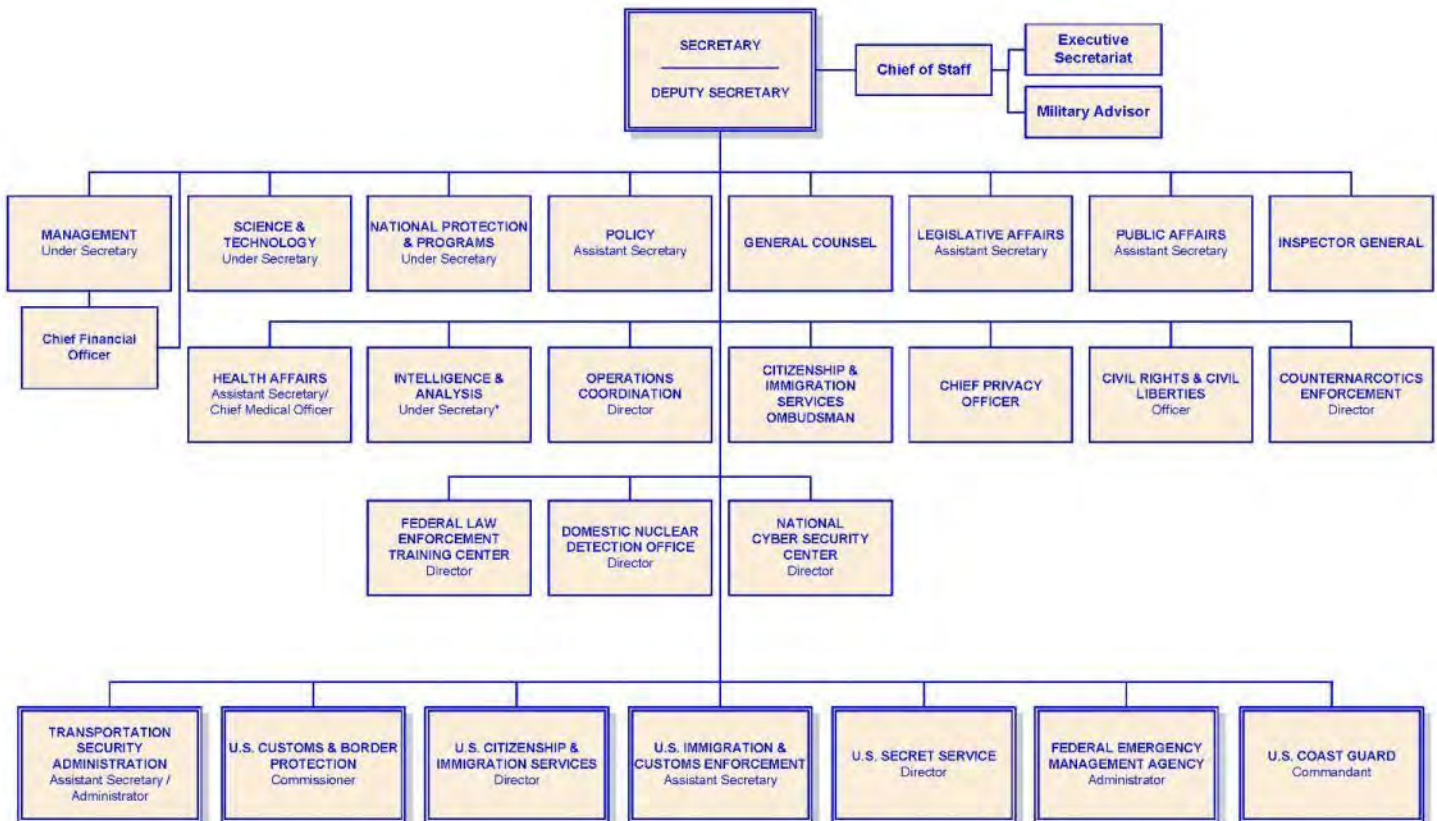 SECRETARY
DEPUTY SECRETARY
Chief of Staff
Executive
Secretariat
Military Advisor
MANAGEMENT
Under Secretary
SCIENCE &
TECHNOLOGY
Under Secretary
NATIONAL PROTECTION
& PROGRAMS
Under Secretary
POLICY
Assistant Secretary
GENERAL COUNSEL
LEGISLATIVE AFFAIRS
Assistant Secretary
PUBLIC AFFAIRS
Assistant Secretary
INSPECTOR GENERAL
Chief Financial
Officer
HEALTH AFFAIRS
Assistant Secretary/
Chief Medical Officer
INTELLIGENCE &
ANALYSIS
Under Secretary*
OPERATIONS
COORDINATION
Director
CITIZENSHIP &
IMMIGRATION
SERVICES
OMBUDSMAN
CHIEF PRIVACY
OFFICER
CIVIL RIGHTS & CIVIL
LIBERTIES
Officer
COUNTERNARCOTICS
ENFORCEMENT
Director
FEDERAL LAW
ENFORCEMENT
TRAINING CENTER
Director
DOMESTIC NUCLEAR
DETECTION OFFICE
Director
NATIONAL
CYBER SECURITY
CENTER
Director
TRANSPORTATION
SECURITY
ADMINISTRATION
Assistant Secretary /
Administrator
U.S. CUSTOMS & BORDER
PROTECTION
Commissioner
U.S. CITIZENSHIP &
IMMIGRATION SERVICES
Director
U.S. IMMIGRATION &
CUSTOMS ENFORCEMENT
Assistant Secretary
U.S. SECRET SERVICE
Director
FEDERAL EMERGENCY
MANAGEMENT AGENCY
Administrator
U.S. COAST GUARD
Commandant